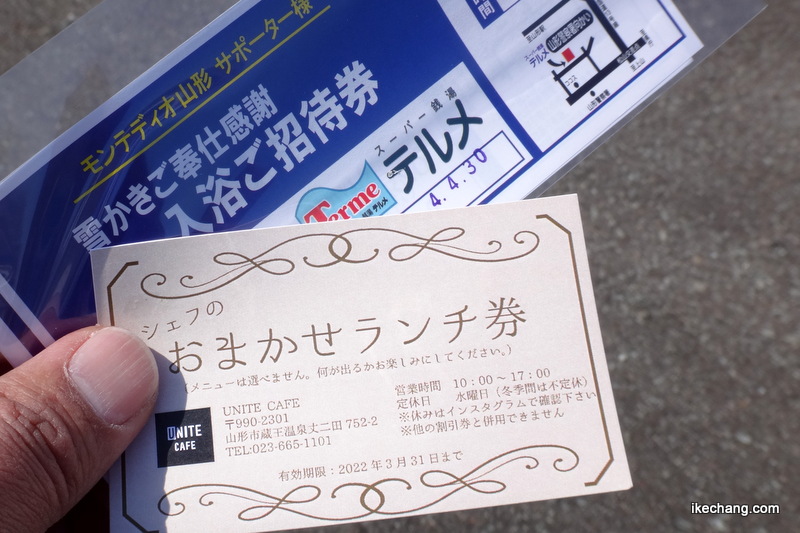 モンテディオ山形 サポーター様
雪かきご奉仕感謝
入浴ご招待券
スーパー銭湯
テルメ
Terme
4.4.30
シェフの
おまかせランチ券
(メニューは選べません。何が出るかお楽しみにしてください。)
UNITE CAFE
〒990-2301
山形市蔵王温泉丈二田752-2
TEL:023-665-1101
営業時間 10:00～17:00
定休日 水曜日（冬季間は不定休）
※休みはインスタグラムで確認下さい
※他の割引券と併用できません
UNITE
CAFE
有効期限：2022年3月31日まで
ikechang.com